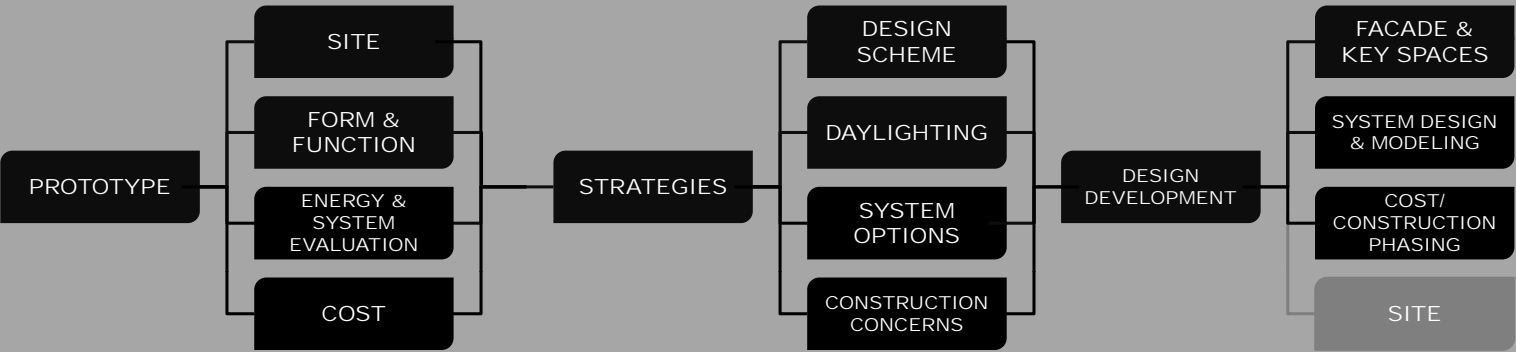 PROTOTYPE
SITE
FORM &
FUNCTION
ENERGY &
SYSTEM
EVALUATION
COST
STRATEGIES
DESIGN
SCHEME
DAYLIGHTING
SYSTEM
OPTIONS
CONSTRUCTION
CONCERNS
DESIGN
DEVELOPMENT
FACADE &
KEY SPACES
SYSTEM DESIGN
& MODELING
COST/
CONSTRUCTION
PHASING
SITE